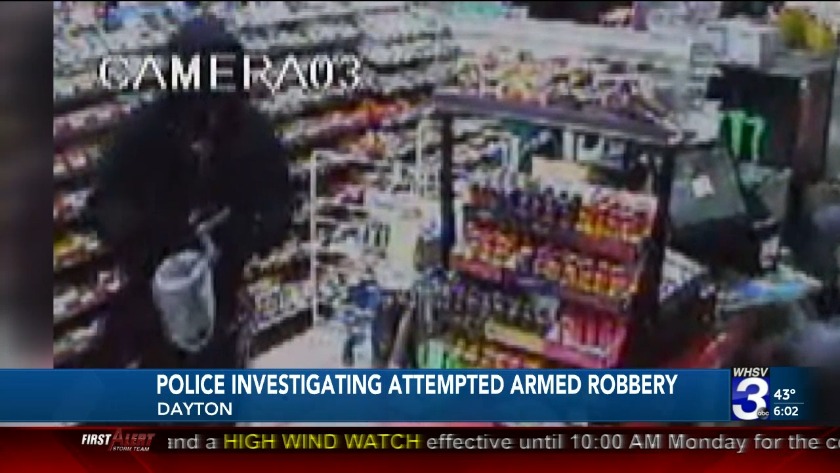 CAMERA03
POLICE INVESTIGATING ATTEMPTED ARMED ROBBERY
DAYTON
WHSV
3
abc
43°
6:02
FIRST ALERT
STORM TEAM
and a HIGH WIND WATCH effective until 10:00 AM Monday for the co